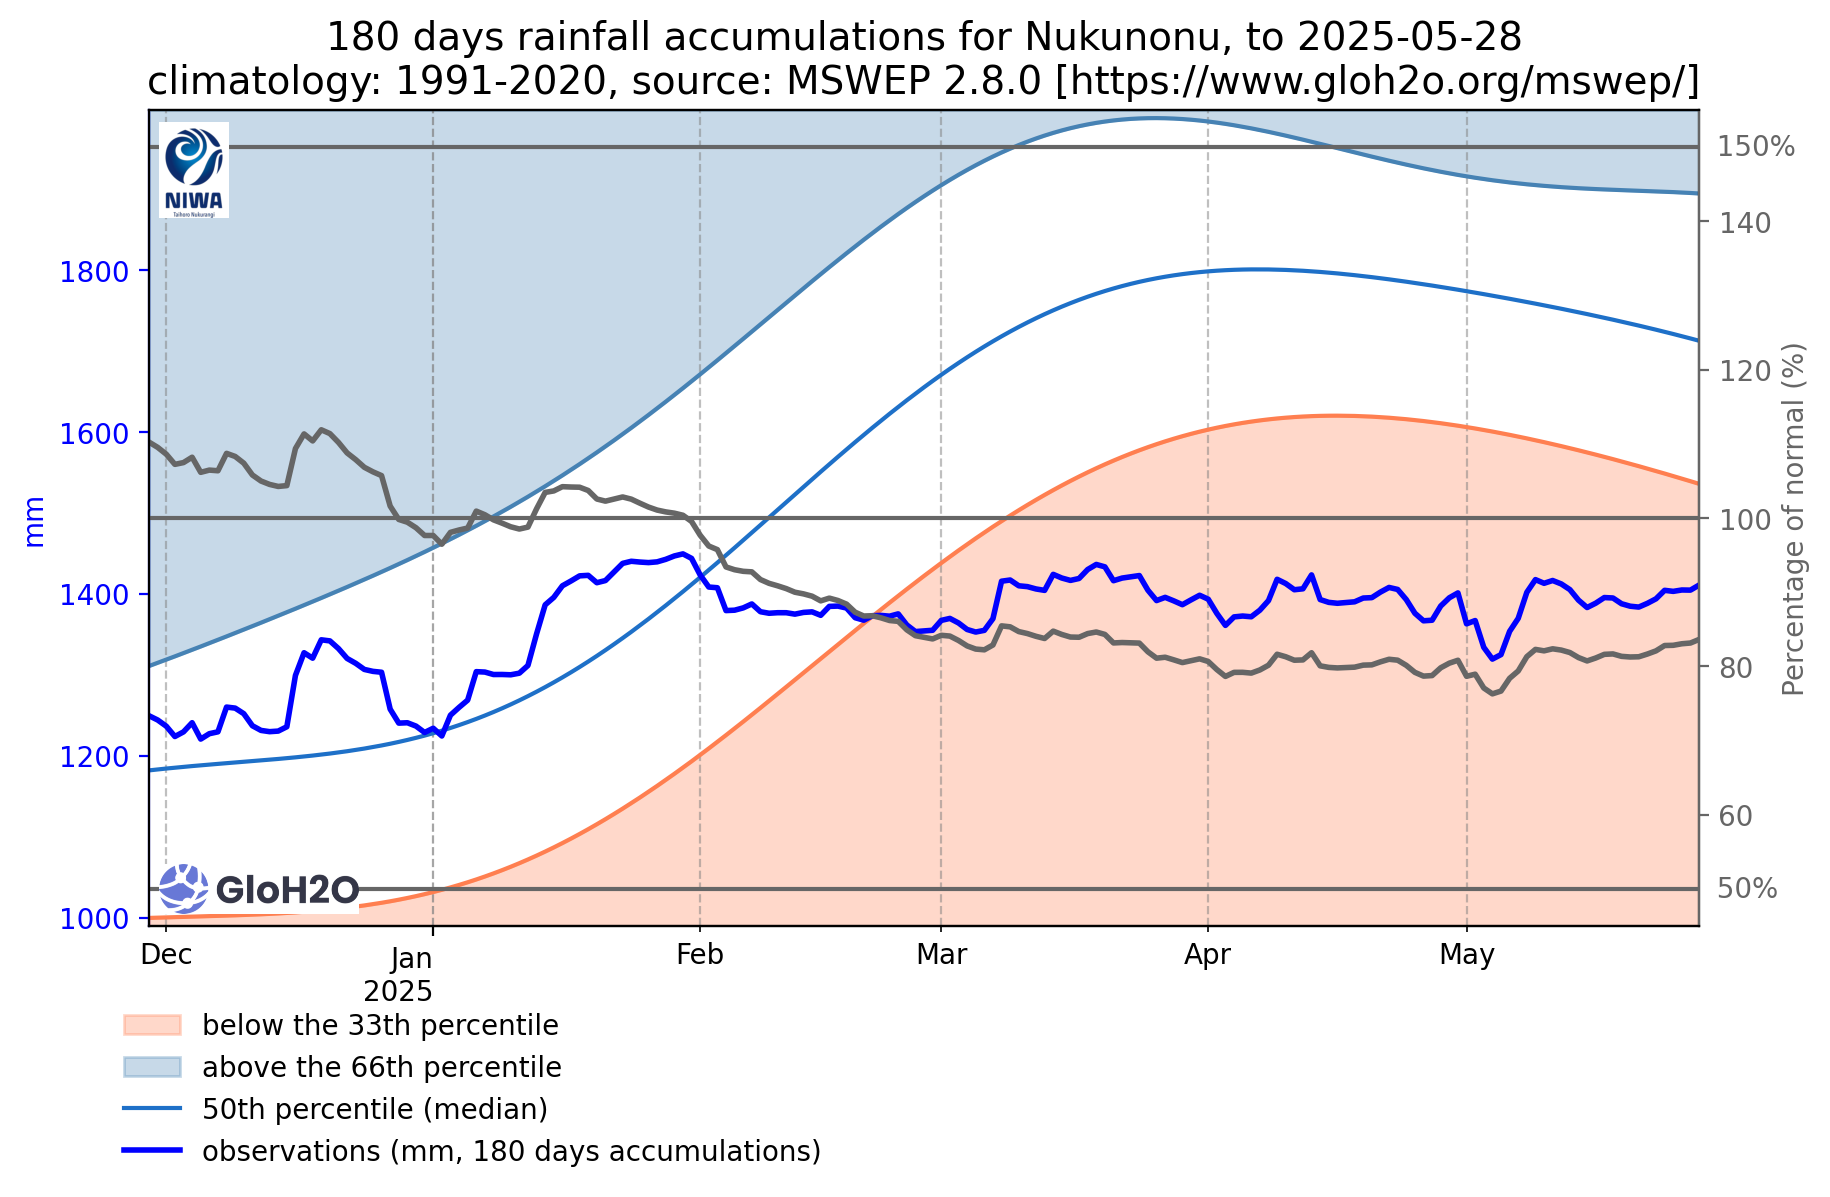 180 days rainfall accumulations for Nukunonu, to 2025-05-28
climatology: 1991-2020, source: MSWEP 2.8.0 [https://www.gloh2o.org/mswep/]
NIWA
Taihoro Nukurangi
mm
1800
1600
1400
1200
1000
150%
140
120
100
80
60
50%
Percentage of normal (%)
GloH2O
Dec
Jan
2025
Feb
Mar
Apr
May
below the 33th percentile
above the 66th percentile
50th percentile (median)
observations (mm, 180 days accumulations)